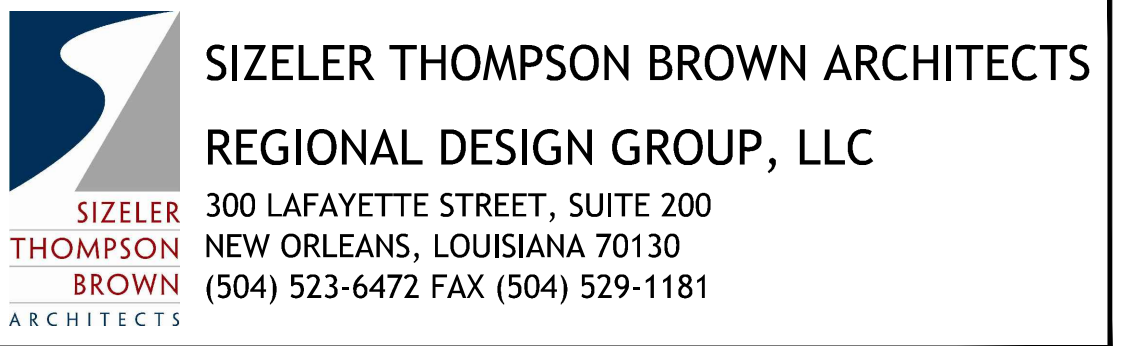 SIZELER THOMPSON BROWN ARCHITECTS
REGIONAL DESIGN GROUP, LLC
300 LAFAYETTE STREET, SUITE 200
NEW ORLEANS, LOUISIANA 70130
(504) 523-6472 FAX (504) 529-1181
SIZELER
THOMPSON
BROWN
ARCHITECTS